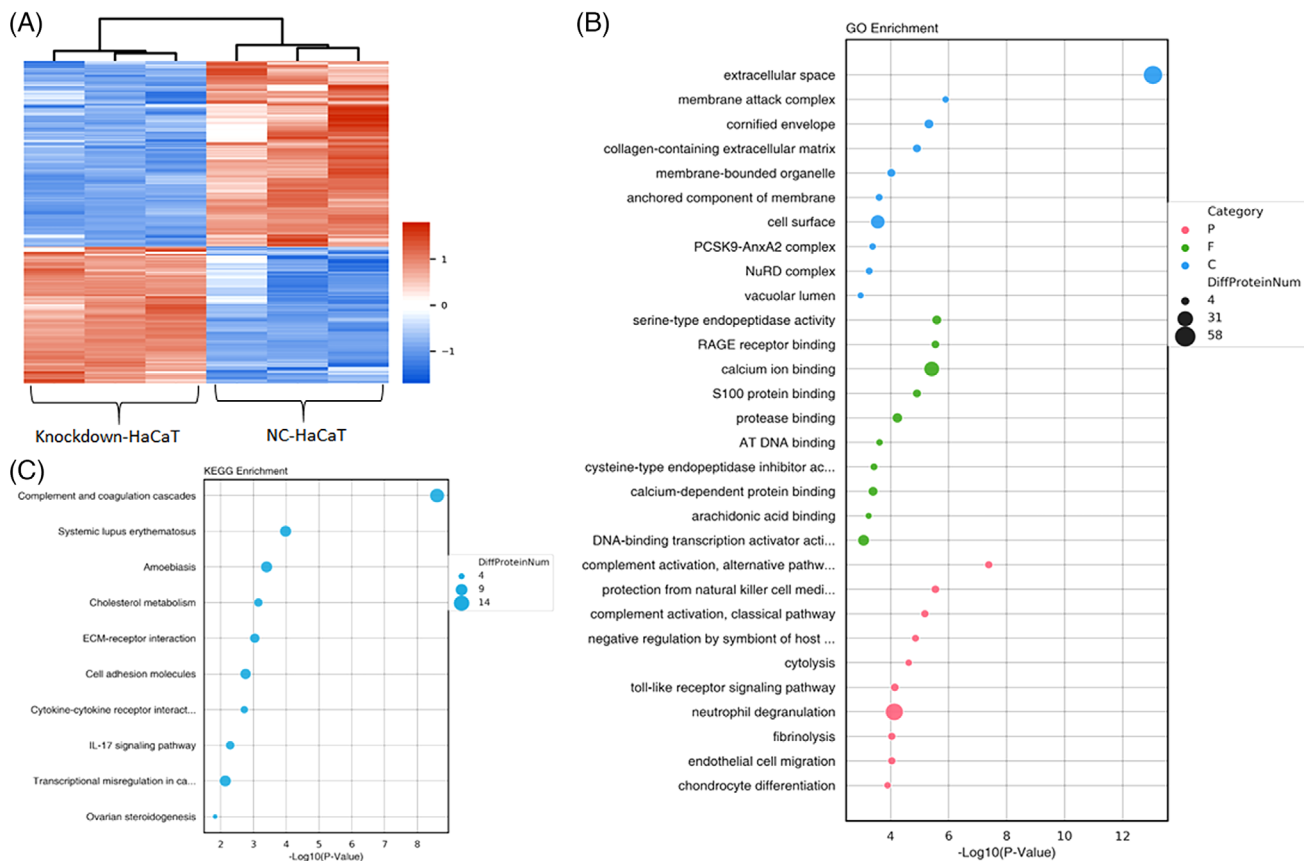 (A)
1
0
−1
Knockdown-HaCaT
NC-HaCaT
(B)
GO Enrichment
extracellular space
membrane attack complex
cornified envelope
collagen-containing extracellular matrix
membrane-bounded organelle
anchored component of membrane
cell surface
PCSK9-AnxA2 complex
NuRD complex
vacuolar lumen
serine-type endopeptidase activity
RAGE receptor binding
calcium ion binding
S100 protein binding
protease binding
AT DNA binding
cysteine-type endopeptidase inhibitor ac...
calcium-dependent protein binding
arachidonic acid binding
DNA-binding transcription activator acti...
complement activation, alternative pathw...
protection from natural killer cell medi...
complement activation, classical pathway
negative regulation by symbiont of host ...
cytolysis
toll-like receptor signaling pathway
neutrophil degranulation
fibrinolysis
endothelial cell migration
chondrocyte differentiation
4 6 8 10 12
-Log10(P-Value)
Category
P
F
C
DiffProteinNum
4
31
58
(C)
KEGG Enrichment
Complement and coagulation cascades
Systemic lupus erythematosus
Amoebiasis
Cholesterol metabolism
ECM-receptor interaction
Cell adhesion molecules
Cytokine-cytokine receptor interact...
IL-17 signaling pathway
Transcriptional misregulation in ca...
Ovarian steroidogenesis
2 3 4 5 6 7 8
-Log10(P-Value)
DiffProteinNum
4
9
14